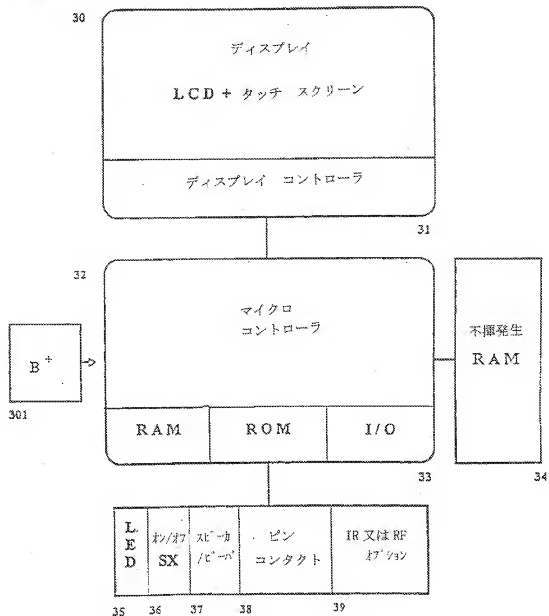 30
ディスプレイ
LCD+ タッチ スクリーン
ディスプレイ コントローラ
31
32
マイクロ
コントローラ
不揮発生
RAM
B+
301
RAM
ROM
I/O
33
34
LED
オン/オフ
SX
スピーカ
/ビーパ
ピン
コンタクト
IR 又は RF
オプション
35
36
37
38
39